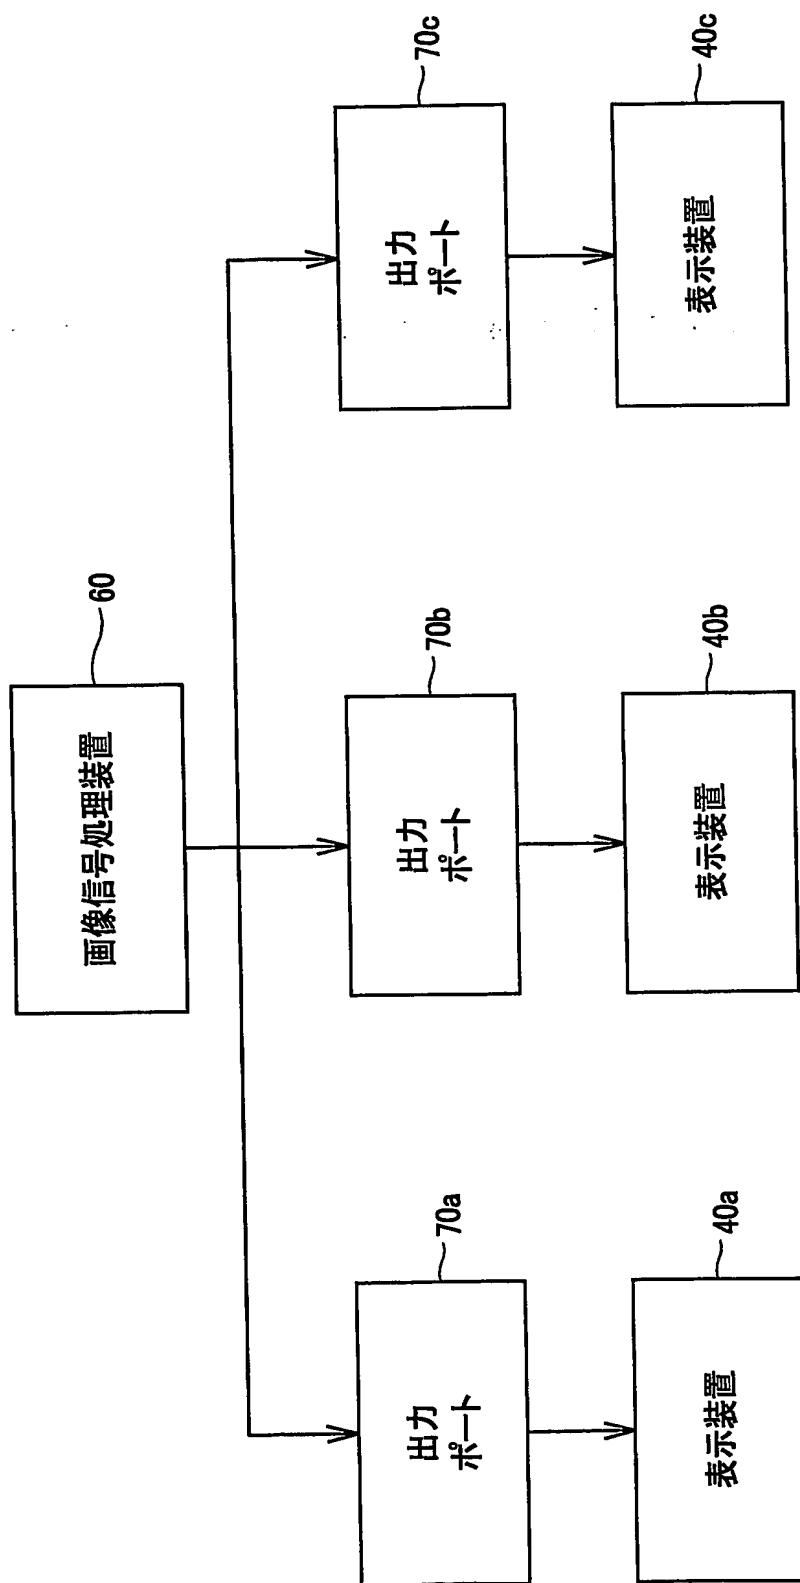 画像信号処理装置
60
出力
ポート
70a
出力
ポート
70b
出力
ポート
70c
表示装置
40a
表示装置
40b
表示装置
40c